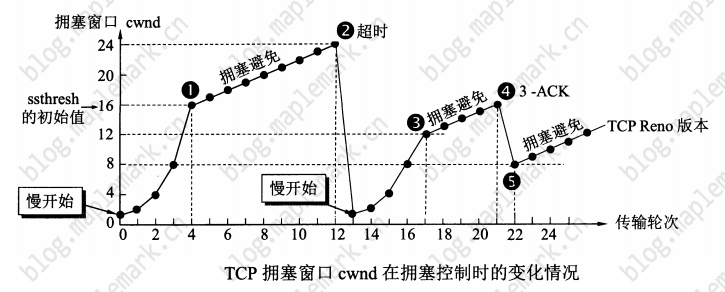 拥塞窗口 cwnd
❷ 超时
24
20
拥塞避免
ssthresh
的初始值
16
❶
❹ 3 -ACK
拥塞避免
12
❸
TCP Reno 版本
拥塞避免
8
❺
慢开始
4
慢开始
0
传输轮次
0 2 4 6 8 10 12 14 16 18 20 22 24
TCP 拥塞窗口 cwnd 在拥塞控制时的变化情况
blog.maplemark.cn